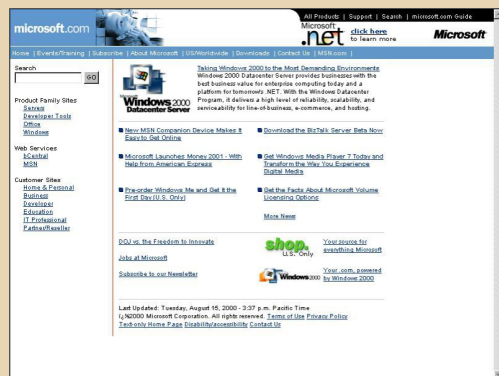 All Products | Support | Search | microsoft.com Guide
microsoft.com
Microsoft
.net
click here
to learn more
Microsoft
Home | Events/Training | Subscribe | About Microsoft | US/Worldwide | Downloads | Contact Us | MSN.com |
Search
GO
Product Family Sites
Servers
Developer Tools
Office
Windows
Web Services
bCentral
MSN
Customer Sites
Home & Personal
Business
Developer
Education
IT Professional
Partner/Reseller
Windows 2000
Datacenter Server
Taking Windows 2000 to the Most Demanding Environments
Windows 2000 Datacenter Server provides businesses with the
best business value for enterprise computing today and a
platform for tomorrow's .NET. With the Windows Datacenter
Program, it delivers a high level of reliability, scalability, and
serviceability for line-of-business, e-commerce, and hosting.
New MSN Companion Device Makes It
Easy to Get Online
Download the BizTalk Server Beta Now
Microsoft Launches Money 2001 - With
Help from American Express
Get Windows Media Player 7 Today and
Transform the Way You Experience
Digital Media
Pre-order Windows Me and Get It the
First Day (U.S. Only)
Get the Facts About Microsoft Volume
Licensing Options
More News
DOJ vs. the Freedom to Innovate
Jobs at Microsoft
Subscribe to our Newsletter
shop.
U.S. Only
Your source for
everything Microsoft
Windows 2000
Your .com, powered
by Windows 2000
Last Updated: Tuesday, August 15, 2000 - 3:37 p.m. Pacific Time
ï¿½2000 Microsoft Corporation. All rights reserved. Terms of Use Privacy Policy
Text-only Home Page Disability/accessibility Contact Us